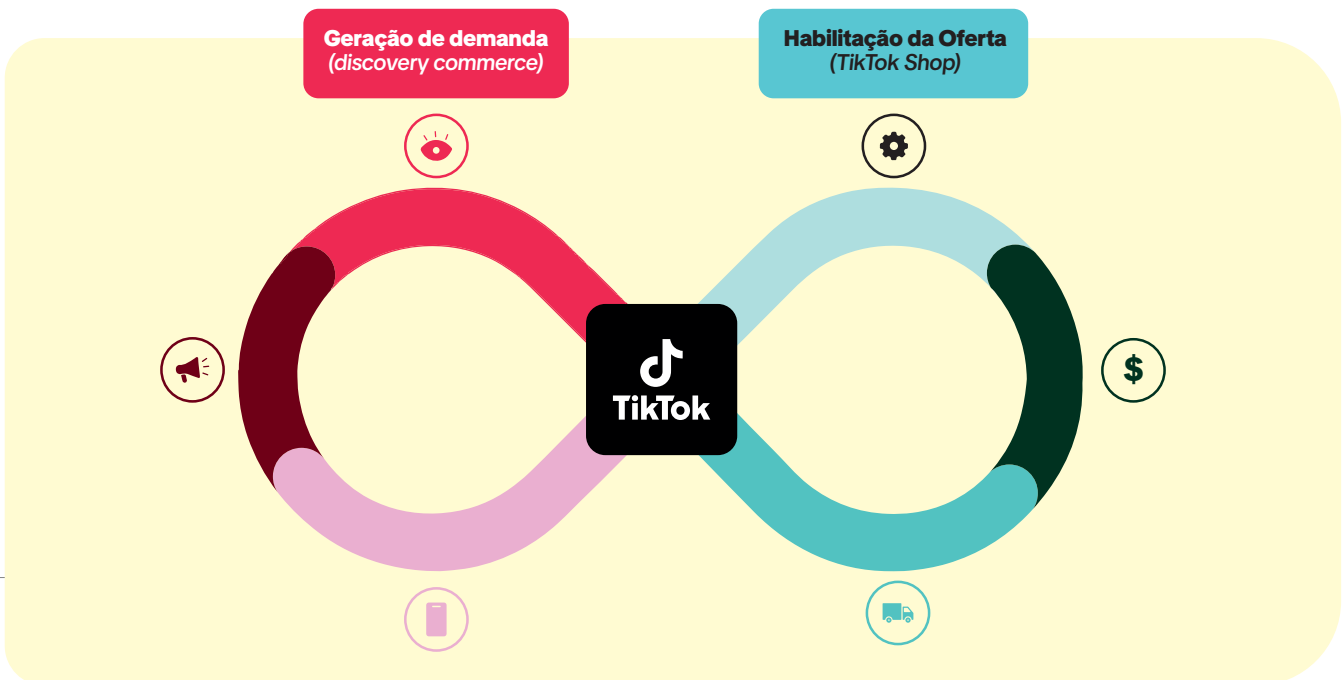 Geração de demanda
(discovery commerce)
Habilitação da Oferta
(TikTok Shop)
$
TikTok